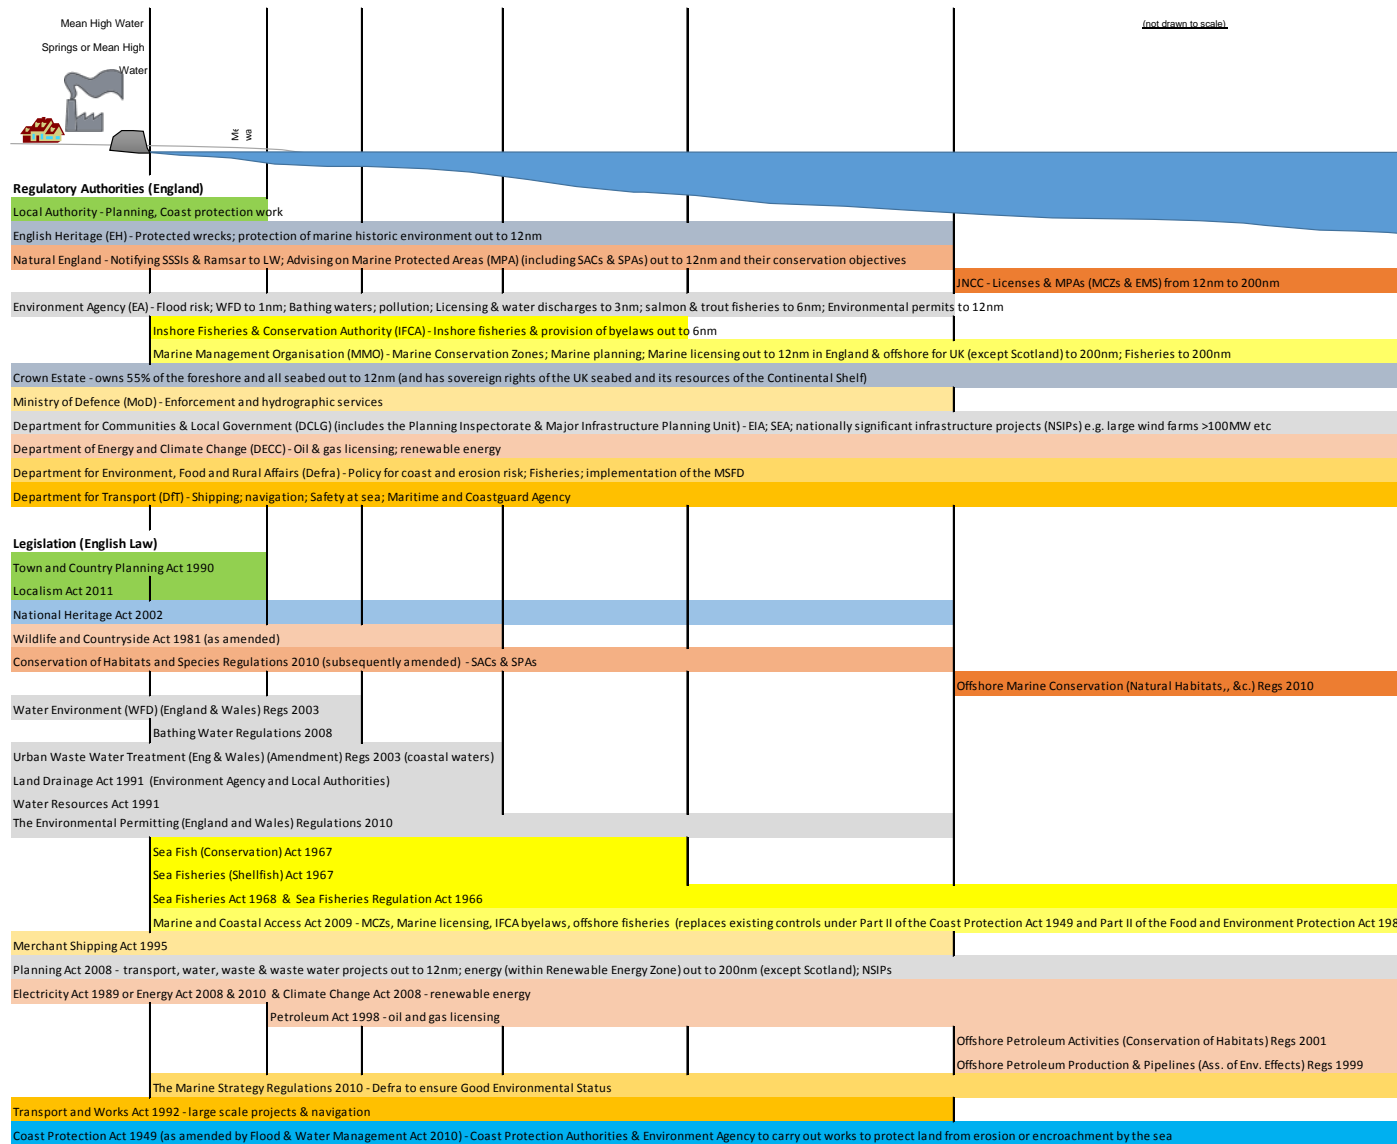 Mean High Water
Springs or Mean High
Water
(not drawn to scale)
Regulatory Authorities (England)
Local Authority - Planning, Coast protection work
English Heritage (EH) - Protected wrecks; protection of marine historic environment out to 12nm
Natural England - Notifying SSSIs & Ramsar to LW; Advising on Marine Protected Areas (MPA) (including SACs & SPAs) out to 12nm and their conservation objectives
JNCC - Licenses & MPAs (MCZs & EMS) from 12nm to 200nm
Environment Agency (EA) - Flood risk; WFD to 1nm; Bathing waters; pollution; Licensing & water discharges to 3nm; salmon & trout fisheries to 6nm; Environmental permits to 12nm
Inshore Fisheries & Conservation Authority (IFCA) - Inshore fisheries & provision of byelaws out to 6nm
Marine Management Organisation (MMO) - Marine Conservation Zones; Marine planning; Marine licensing out to 12nm in England & offshore for UK (except Scotland) to 200nm; Fisheries to 200nm
Crown Estate - owns 55% of the foreshore and all seabed out to 12nm (and has sovereign rights of the UK seabed and its resources of the Continental Shelf)
Ministry of Defence (MoD) - Enforcement and hydrographic services
Department for Communities & Local Government (DCLG) (includes the Planning Inspectorate & Major Infrastructure Planning Unit) - EIA; SEA; nationally significant infrastructure projects (NSIPs) e.g. large wind farms >100MW etc
Department of Energy and Climate Change (DECC) - Oil & gas licensing; renewable energy
Department for Environment, Food and Rural Affairs (Defra) - Policy for coast and erosion risk; Fisheries; implementation of the MSFD
Department for Transport (DfT) - Shipping; navigation; Safety at sea; Maritime and Coastguard Agency
Legislation (English Law)
Town and Country Planning Act 1990
Localism Act 2011
National Heritage Act 2002
Wildlife and Countryside Act 1981 (as amended)
Conservation of Habitats and Species Regulations 2010 (subsequently amended) - SACs & SPAs
Offshore Marine Conservation (Natural Habitats,, &c.) Regs 2010
Water Environment (WFD) (England & Wales) Regs 2003
Bathing Water Regulations 2008
Urban Waste Water Treatment (Eng & Wales) (Amendment) Regs 2003 (coastal waters)
Land Drainage Act 1991 (Environment Agency and Local Authorities)
Water Resources Act 1991
The Environmental Permitting (England and Wales) Regulations 2010
Sea Fish (Conservation) Act 1967
Sea Fisheries (Shellfish) Act 1967
Sea Fisheries Act 1968 & Sea Fisheries Regulation Act 1966
Marine and Coastal Access Act 2009 - MCZs, Marine licensing, IFCA byelaws, offshore fisheries (replaces existing controls under Part II of the Coast Protection Act 1949 and Part II of the Food and Environment Protection Act 198
Merchant Shipping Act 1995
Planning Act 2008 - transport, water, waste & waste water projects out to 12nm; energy (within Renewable Energy Zone) out to 200nm (except Scotland); NSIPs
Electricity Act 1989 or Energy Act 2008 & 2010 & Climate Change Act 2008 - renewable energy
Petroleum Act 1998 - oil and gas licensing
Offshore Petroleum Activities (Conservation of Habitats) Regs 2001
Offshore Petroleum Production & Pipelines (Ass. of Env. Effects) Regs 1999
The Marine Strategy Regulations 2010 - Defra to ensure Good Environmental Status
Transport and Works Act 1992 - large scale projects & navigation
Coast Protection Act 1949 (as amended by Flood & Water Management Act 2010) - Coast Protection Authorities & Environment Agency to carry out works to protect land from erosion or encroachment by the sea